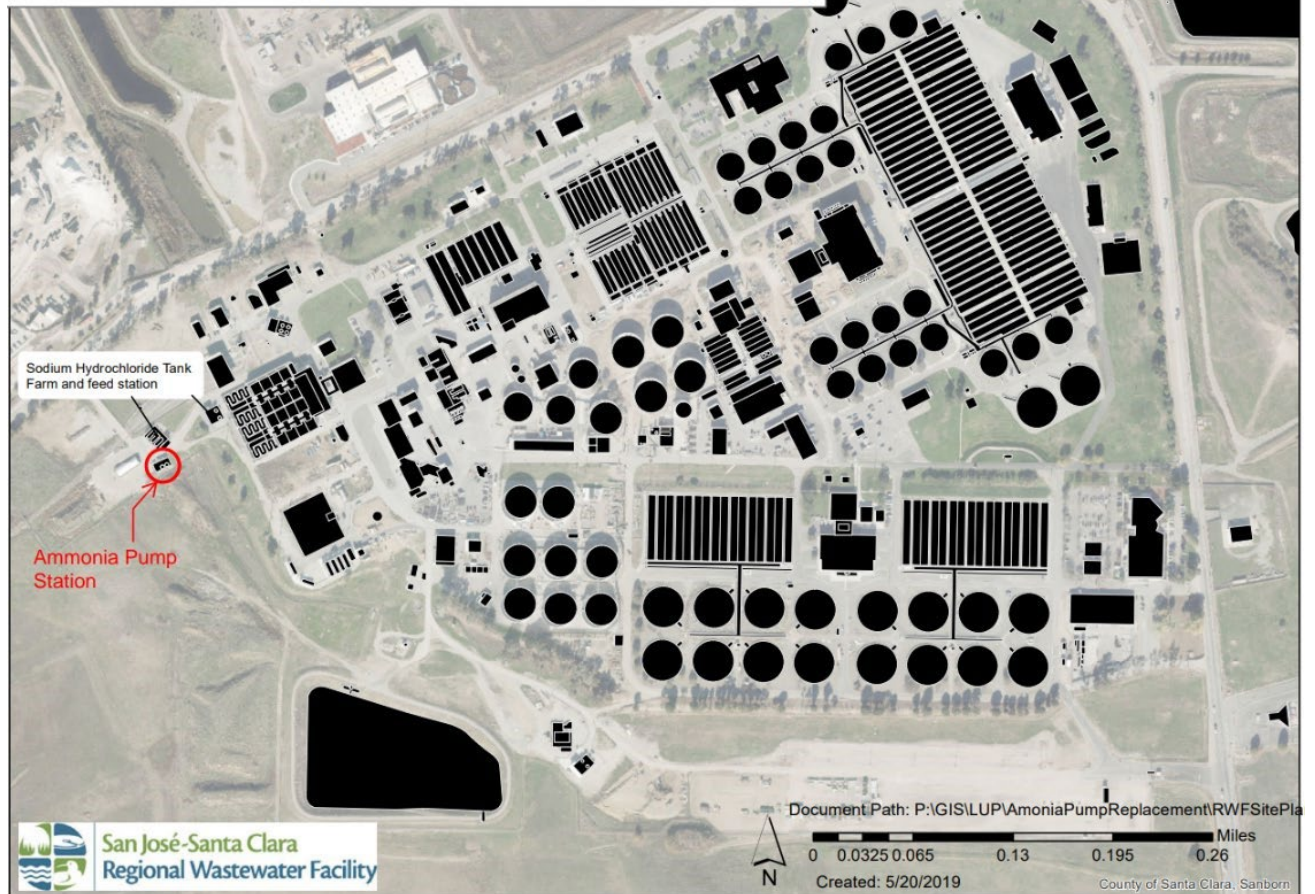 Sodium Hydrochloride Tank
Farm and feed station
Ammonia Pump
Station
San José-Santa Clara
Regional Wastewater Facility
Document Path: P:\GIS\LUP\AmoniaPumpReplacement\RWFSitePla
Miles
0 0.0325 0.065 0.13 0.195 0.26
N
Created: 5/20/2019
County of Santa Clara, Sanborn